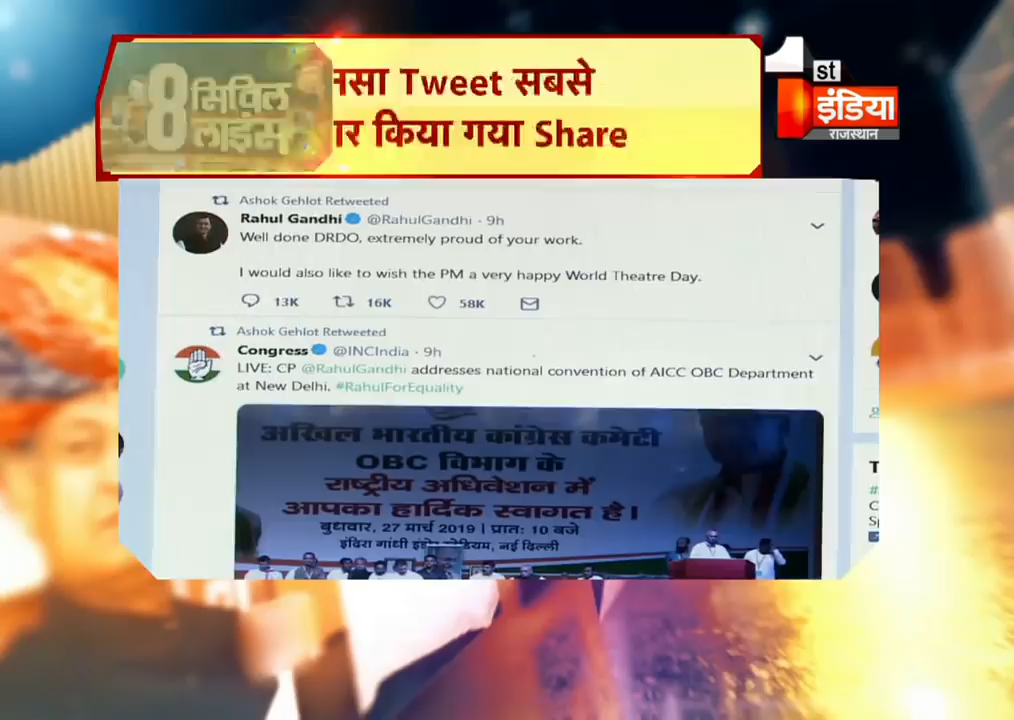 8 सिविल
लाइंस
नसा Tweet सबसे
ार किया गया Share
1st
इंडिया
राजस्थान
Ashok Gehlot Retweeted
Rahul Gandhi @RahulGandhi · 9h
Well done DRDO, extremely proud of your work.
I would also like to wish the PM a very happy World Theatre Day.
13K 16K 58K
Ashok Gehlot Retweeted
Congress @INCIndia · 9h
LIVE: CP @RahulGandhi addresses national convention of AICC OBC Department
at New Delhi. #RahulForEquality
अखिल भारतीय कांग्रेस कमेटी
OBC विभाग के
राष्ट्रीय अधिवेशन में
आपका हार्दिक स्वागत है।
बुधवार, 27 मार्च 2019 | प्रातः 10 बजे
इंदिरा गांधी इंडोर स्टेडियम, नई दिल्ली